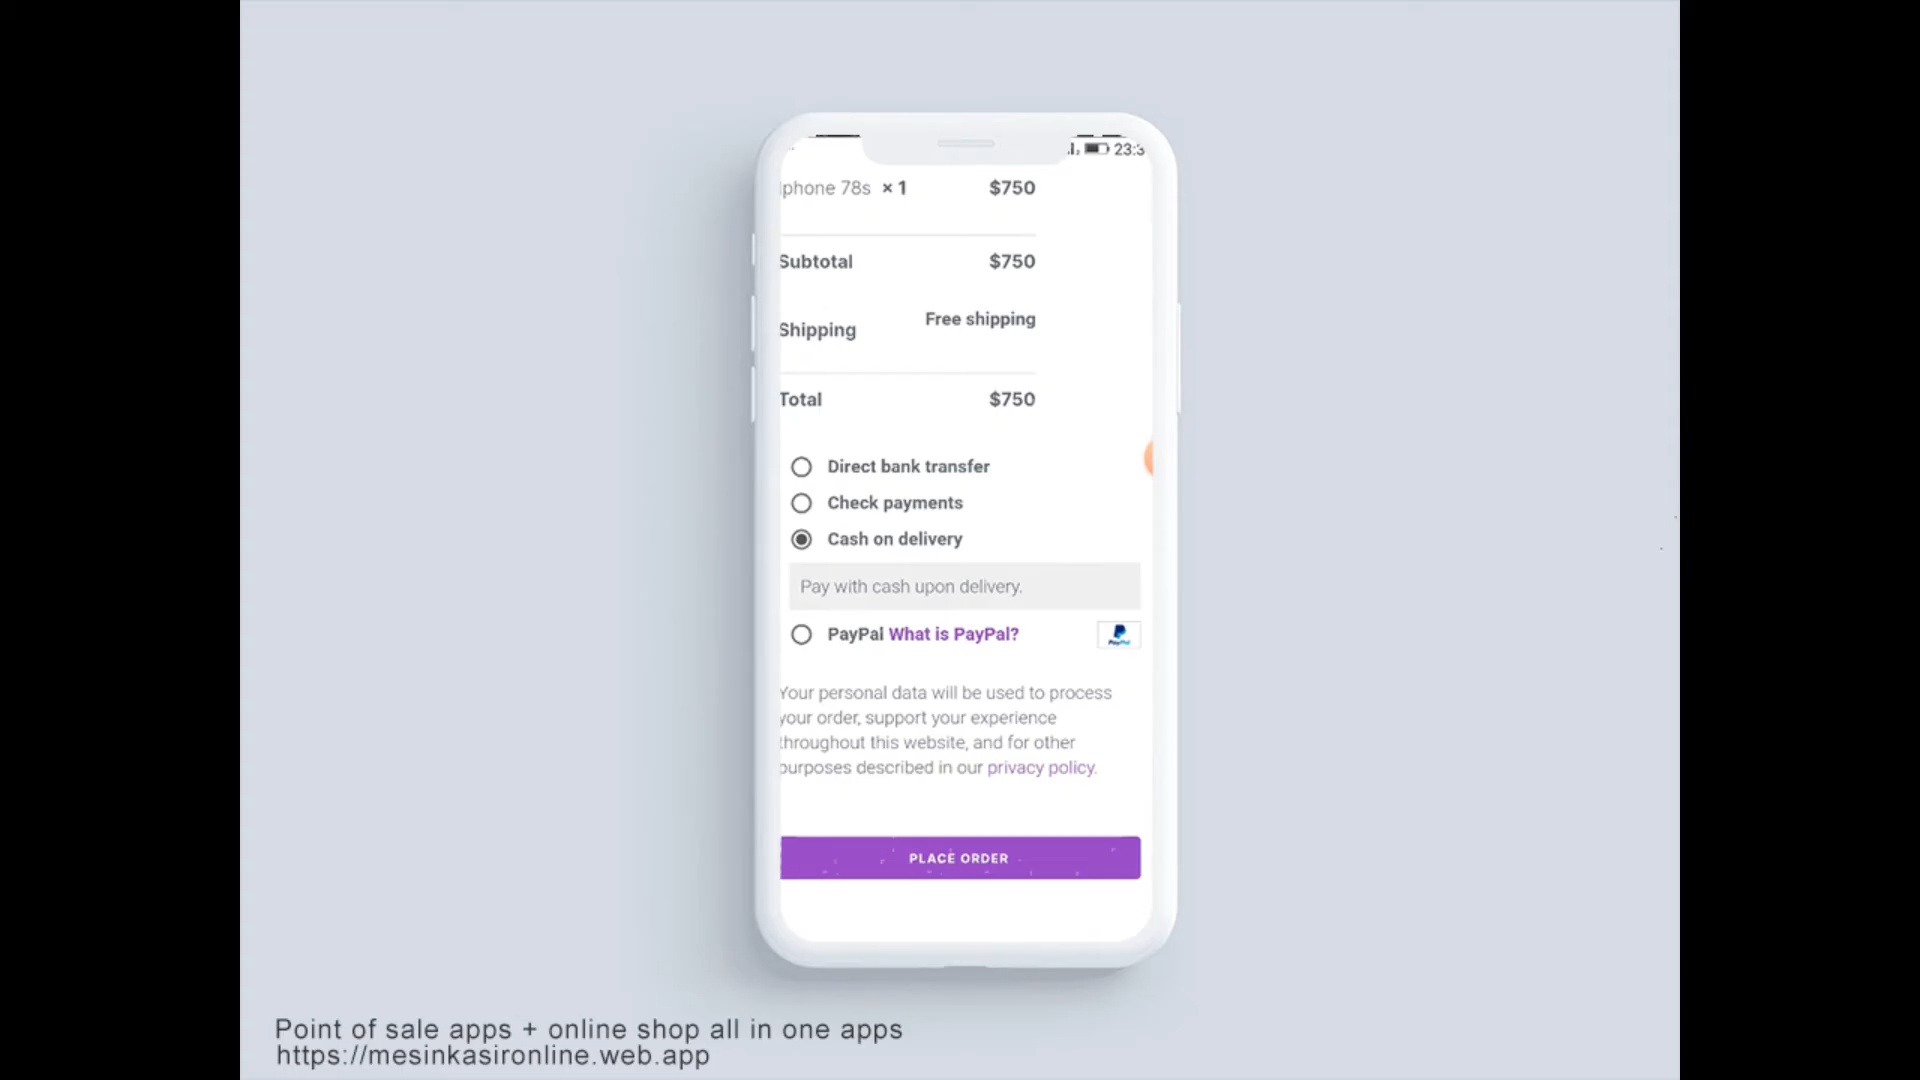 23:3
Iphone 78s × 1 $750
Subtotal $750
Shipping Free shipping
Total $750
Direct bank transfer
Check payments
Cash on delivery
Pay with cash upon delivery.
PayPal What is PayPal?
PayPal
Your personal data will be used to process
your order, support your experience
throughout this website, and for other
purposes described in our privacy policy.
PLACE ORDER
Point of sale apps + online shop all in one apps
https://mesinkasironline.web.app